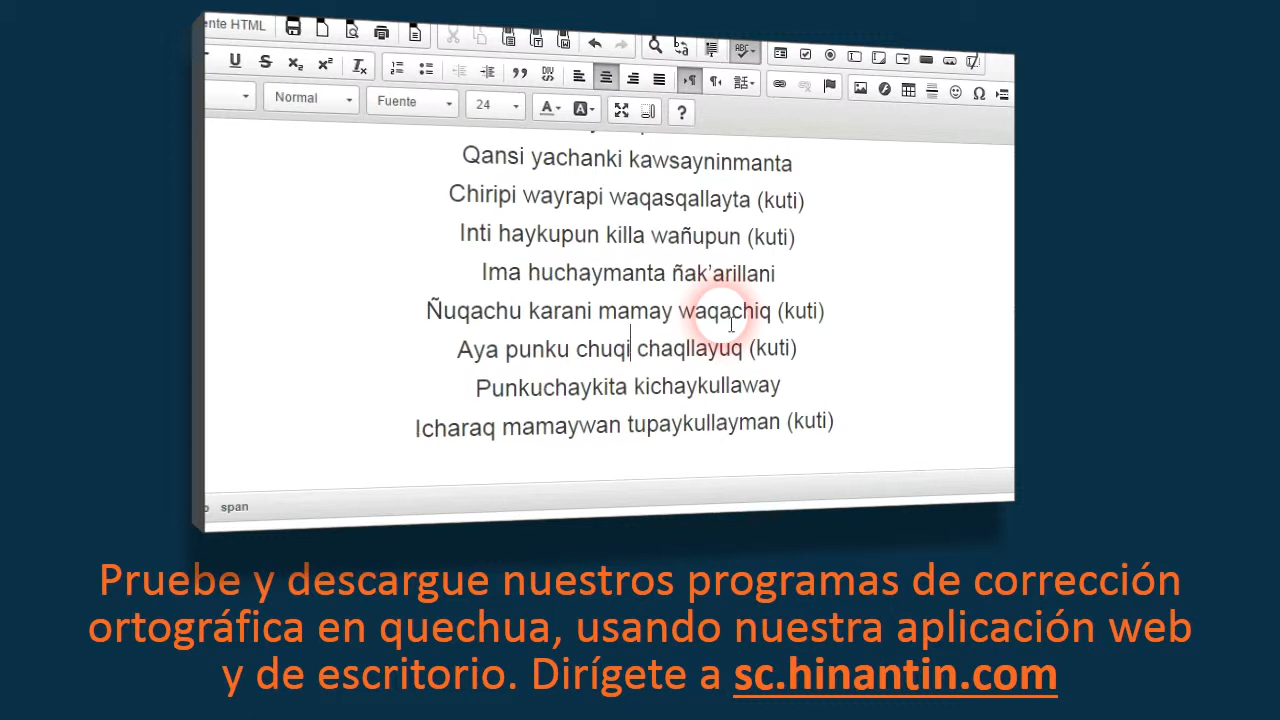 ente HTML
Normal
Fuente
24
Qansi yachanki kawsayninmanta
Chiripi wayrapi waqasqallayta (kuti)
Inti haykupun killa wañupun (kuti)
Ima huchaymanta ñak'arillani
Ñuqachu karani mamay waqachiq (kuti)
Aya punku chuqi chaqllayuq (kuti)
Punkuchaykita kichaykullaway
Icharaq mamaywan tupaykullayman (kuti)
span
Pruebe y descargue nuestros programas de corrección
ortográfica en quechua, usando nuestra aplicación web
y de escritorio. Dirígete a sc.hinantin.com